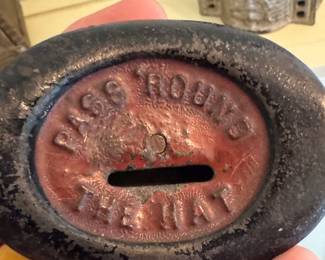 PASS ROUND
THE HAT